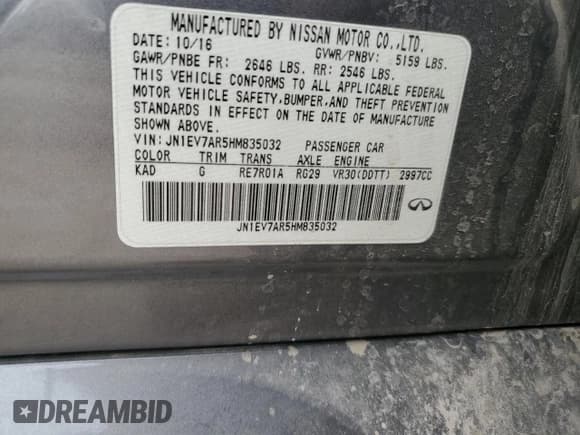 MANUFACTURED BY NISSAN MOTOR CO.,LTD.
DATE: 10/16 GVWR/PNBV: 5159 LBS.
GAWR/PNBE FR: 2646 LBS. RR: 2546 LBS.
THIS VEHICLE CONFORMS TO ALL APPLICABLE FEDERAL
MOTOR VEHICLE SAFETY, BUMPER, AND THEFT PREVENTION
STANDARDS IN EFFECT ON THE DATE OF MANUFACTURE
SHOWN ABOVE.
VIN: JN1EV7AR5HM835032 PASSENGER CAR
COLOR TRIM TRANS AXLE ENGINE
KAD G RE7R01A RG29 VR30(DDTT) 2997CC
JN1EV7AR5HM835032
DREAMBID